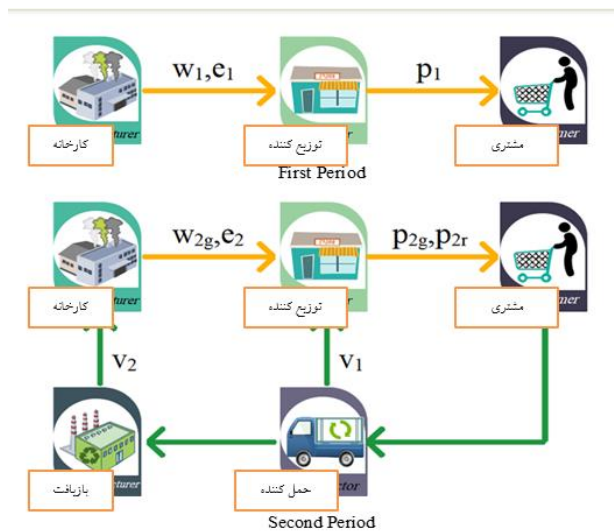 w₁,e₁
p₁
کارخانه
توزیع کننده
مشتری
First Period
w₂g,e₂
p₂g,p₂r
کارخانه
توزیع کننده
مشتری
v₂
v₁
بازیافت
حمل کننده
Second Period